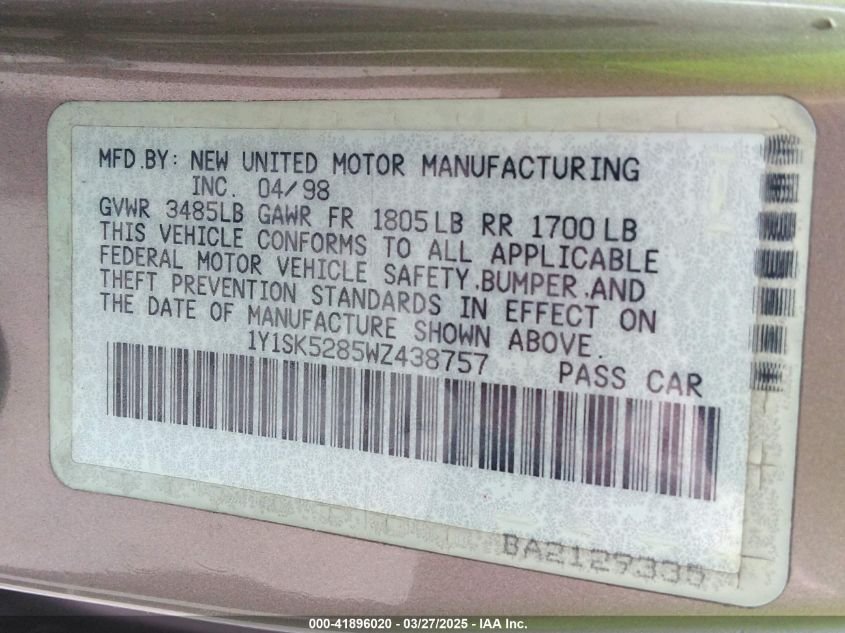 MFD.BY: NEW UNITED MOTOR MANUFACTURING
INC. 04/98
GVWR 3485LB GAWR FR 1805LB RR 1700LB
THIS VEHICLE CONFORMS TO ALL APPLICABLE
FEDERAL MOTOR VEHICLE SAFETY,BUMPER,AND
THEFT PREVENTION STANDARDS IN EFFECT ON
THE DATE OF MANUFACTURE SHOWN ABOVE.
1Y1SK5285WZ438757 PASS CAR
BA2129335
000-41896020 - 03/27/2025 - IAA Inc.